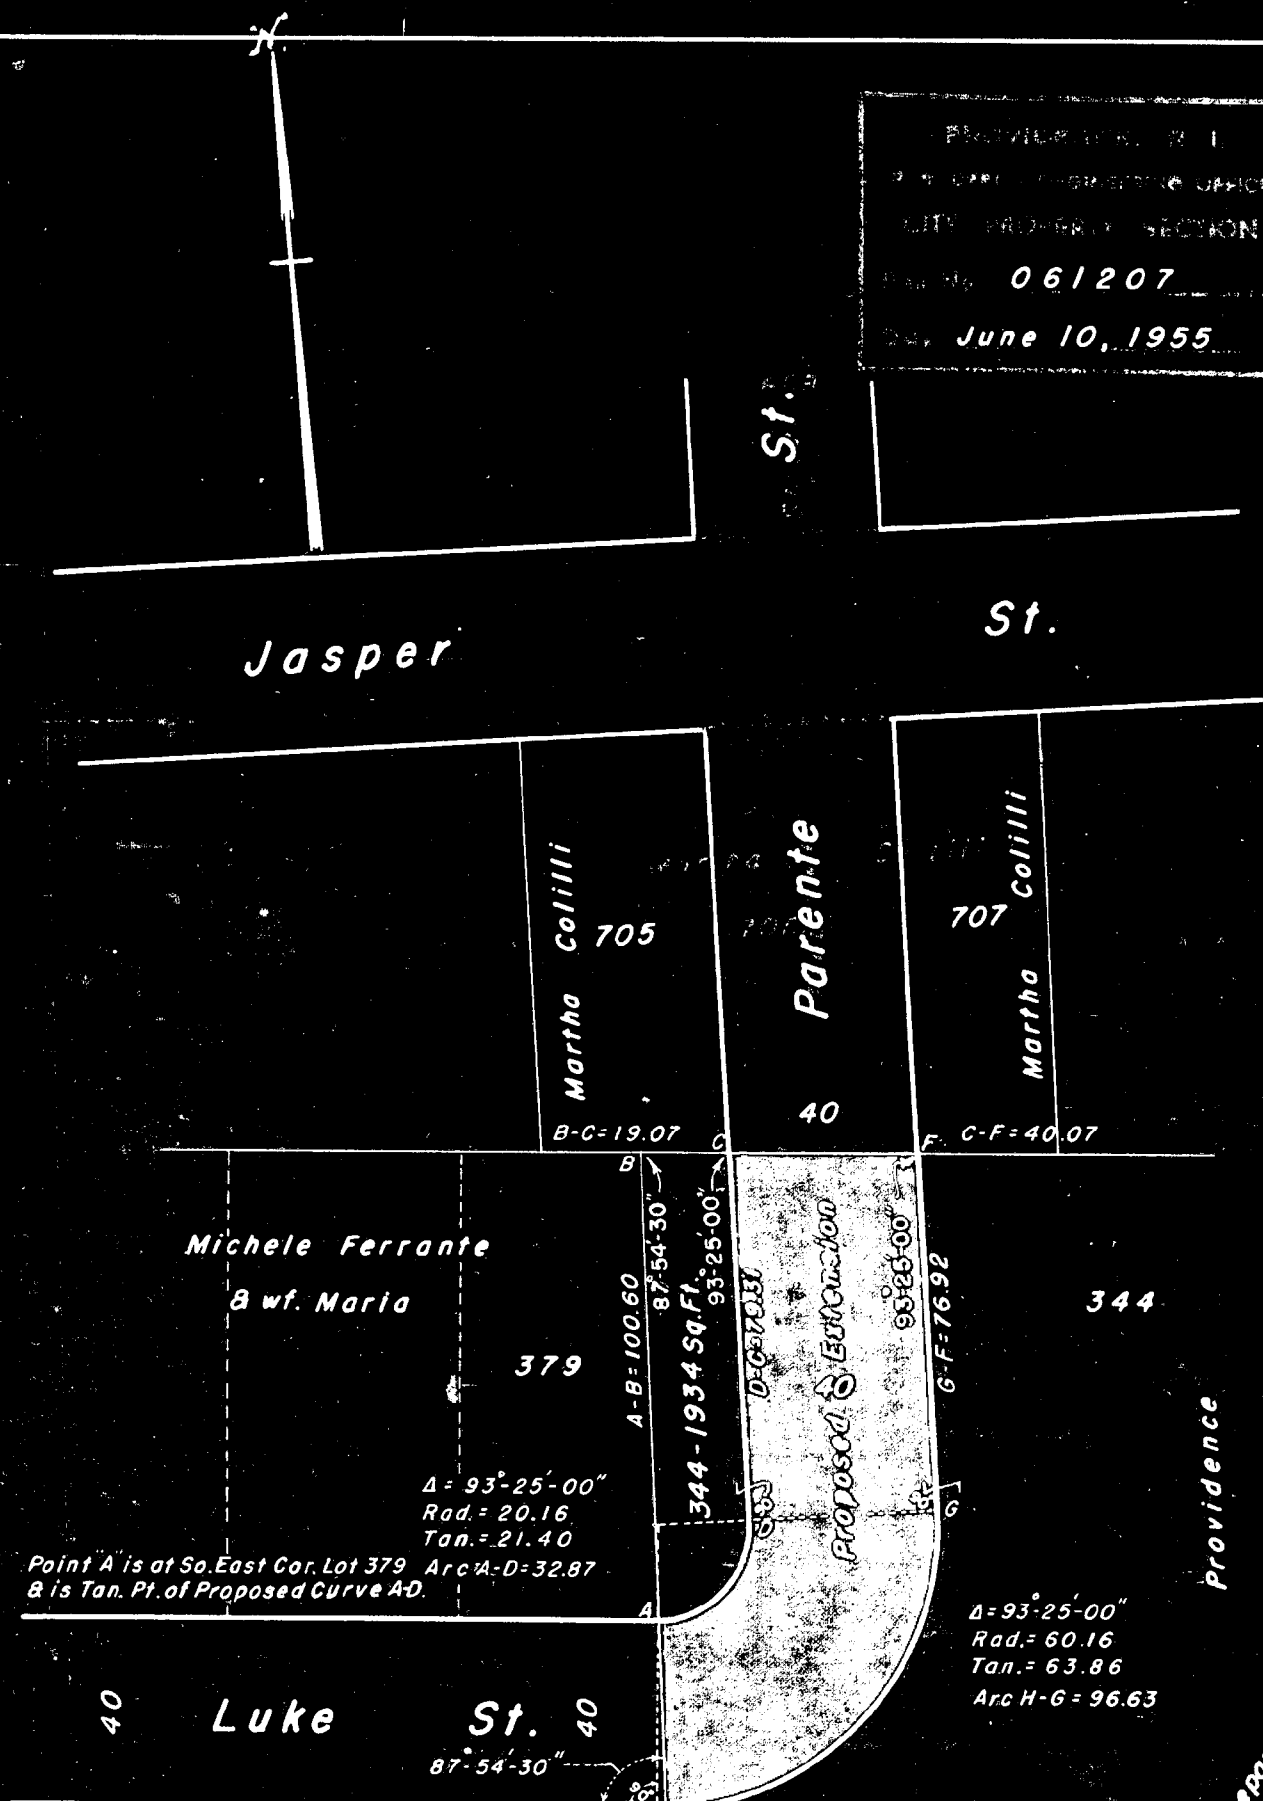 N.
PROVIDENCE, R. I.
CITY PROPERTY SECTION
061207
June 10, 1955
St.
Jasper St.
Parente
Martha Colilli
705
707
Martha Colilli
40
B-C=19.07
C-F=40.07
B
C
F
Michele Ferrante
& wf. Maria
379
A-B=100.60
87°-54'-30"
344-1934 Sq.Ft.
93°-25'-00"
D-C=79.31
Proposed Extension
93°-25'-00"
G-F=76.92
344
Providence
Δ=93°-25'-00"
Rad.=20.16
Tan.=21.40
Arc A-D=32.87
Point "A" is at So. East Cor. Lot 379
& is Tan. Pt. of Proposed Curve A-D.
D
G
A
Δ=93°-25'-00"
Rad.=60.16
Tan.=63.86
Arc H-G=96.63
40
Luke St.
40
87°-54'-30"